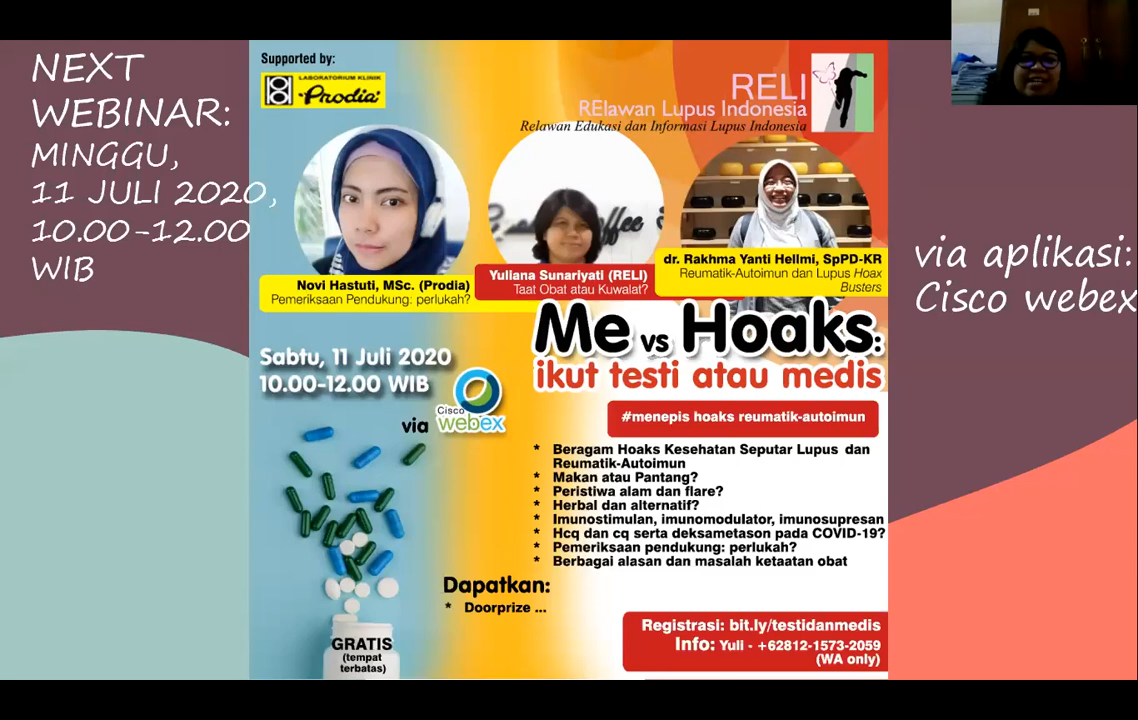 NEXT
WEBINAR:
MINGGU,
11 JULI 2020,
10.00-12.00
WIB
Supported by:
LABORATORIUM KLINIK
Prodia
RELI
RElawan Lupus Indonesia
Relawan Edukasi dan Informasi Lupus Indonesia
Novi Hastuti, MSc. (Prodia)
Pemeriksaan Pendukung: perlukah?
Yuliana Sunariyati (RELI)
Taat Obat atau Kuwalat?
dr. Rakhma Yanti Hellmi, SpPD-KR
Reumatik-Autoimun dan Lupus Hoax
Busters
via aplikasi:
Cisco webex
Me vs Hoaks:
ikut testi atau medis
Sabtu, 11 Juli 2020
10.00-12.00 WIB
via Cisco webex
#menepis hoaks reumatik-autoimun
* Beragam Hoaks Kesehatan Seputar Lupus dan
Reumatik-Autoimun
* Makan atau Pantang?
* Peristiwa alam dan flare?
* Herbal dan alternatif?
* Imunostimulan, imunomodulator, imunosupresan
* Hcq dan cq serta deksametason pada COVID-19?
* Pemeriksaan pendukung: perlukah?
* Berbagai alasan dan masalah ketaatan obat
Dapatkan:
* Doorprize ...
GRATIS
(tempat
terbatas)
Registrasi: bit.ly/testidanmedis
Info: Yuli - +62812-1573-2059
(WA only)